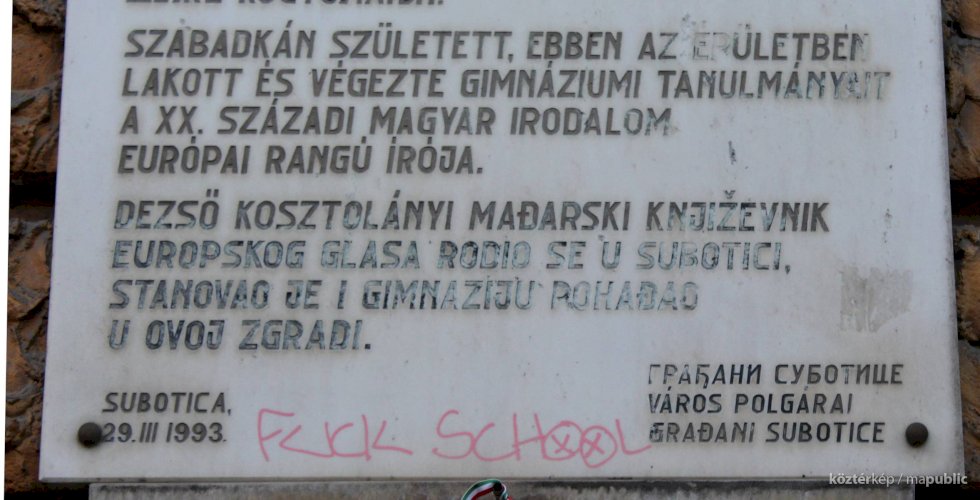 SZABADKÁN SZÜLETETT, EBBEN AZ ÉPÜLETBEN
LAKOTT ÉS VÉGEZTE GIMNÁZIUMI TANULMÁNYAIT
A XX. SZÁZADI MAGYAR IRODALOM
EURÓPAI RANGÚ ÍRÓJA.
DEZSŐ KOSZTOLÁNYI MAĐARSKI KNJIŽEVNIK
EUROPSKOG GLASA RODIO SE U SUBOTICI,
STANOVAO JE I GIMNAZIJU POHAĐAO
U OVOJ ZGRADI.
SUBOTICA,
29.III 1993.
FUCK SCHOOL
ГРАЂАНИ СУБОТИЦЕ
VÁROS POLGÁRAI
GRAĐANI SUBOTICE
köztérkép / mapublic